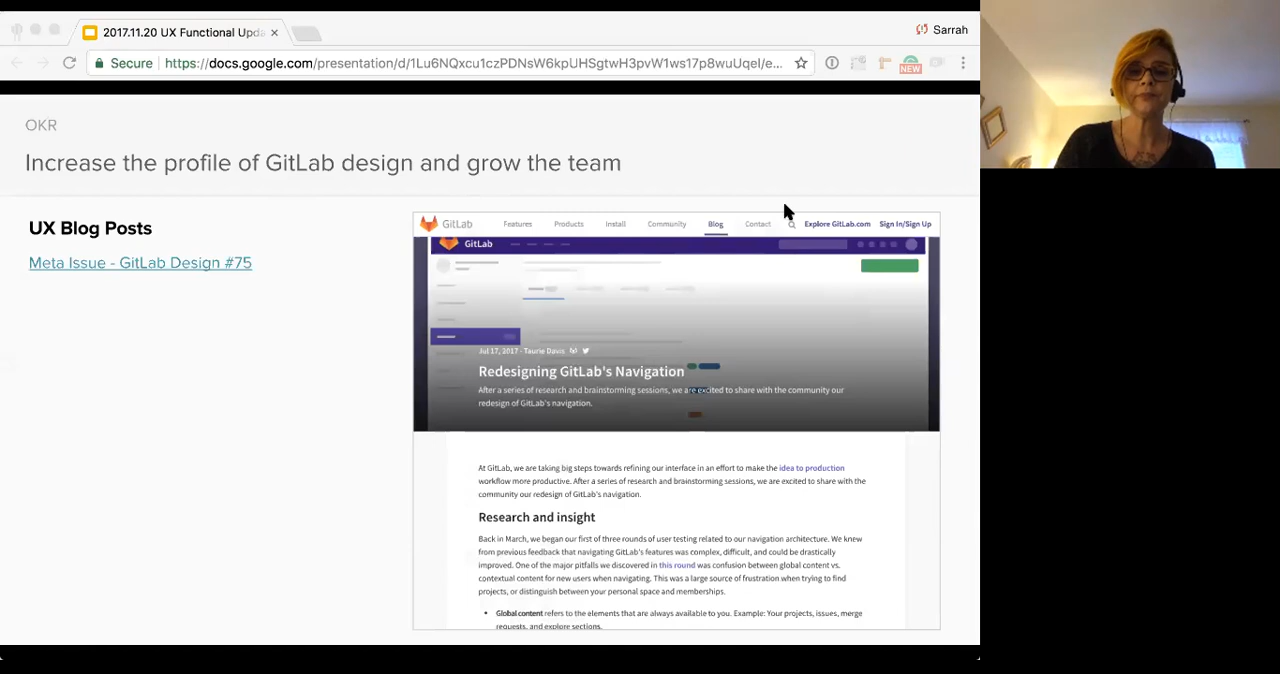 2017.11.20 UX Functional Upda
Sarrah
Secure
https://docs.google.com/presentation/d/1Lu6NQxcu1czPDNsW6kpUHSgtwH3pvW1ws17p8wuUqeI/e...
NEW
OKR
Increase the profile of GitLab design and grow the team
UX Blog Posts
Meta Issue - GitLab Design #75
GitLab
Features
Products
Install
Community
Blog
Contact
Explore GitLab.com
Sign In/Sign Up
GitLab
Jul 17, 2017 - Taurie Davis
Redesigning GitLab's Navigation
After a series of research and brainstorming sessions, we are excited to share with the community our
redesign of GitLab's navigation.
At GitLab, we are taking big steps towards refining our interface in an effort to make the idea to production
workflow more productive. After a series of research and brainstorming sessions, we are excited to share with the
community our redesign of GitLab's navigation.
Research and insight
Back in March, we began our first of three rounds of user testing related to our navigation architecture. We knew
from previous feedback that navigating GitLab's features was complex, difficult, and could be drastically
improved. One of the major pitfalls we discovered in this round was confusion between global content vs.
contextual content for new users when navigating. This was a large source of frustration when trying to find
projects, or distinguish between your personal space and memberships.
• Global content refers to the elements that are always available to you. Example: Your projects, issues, merge
requests, and explore sections.